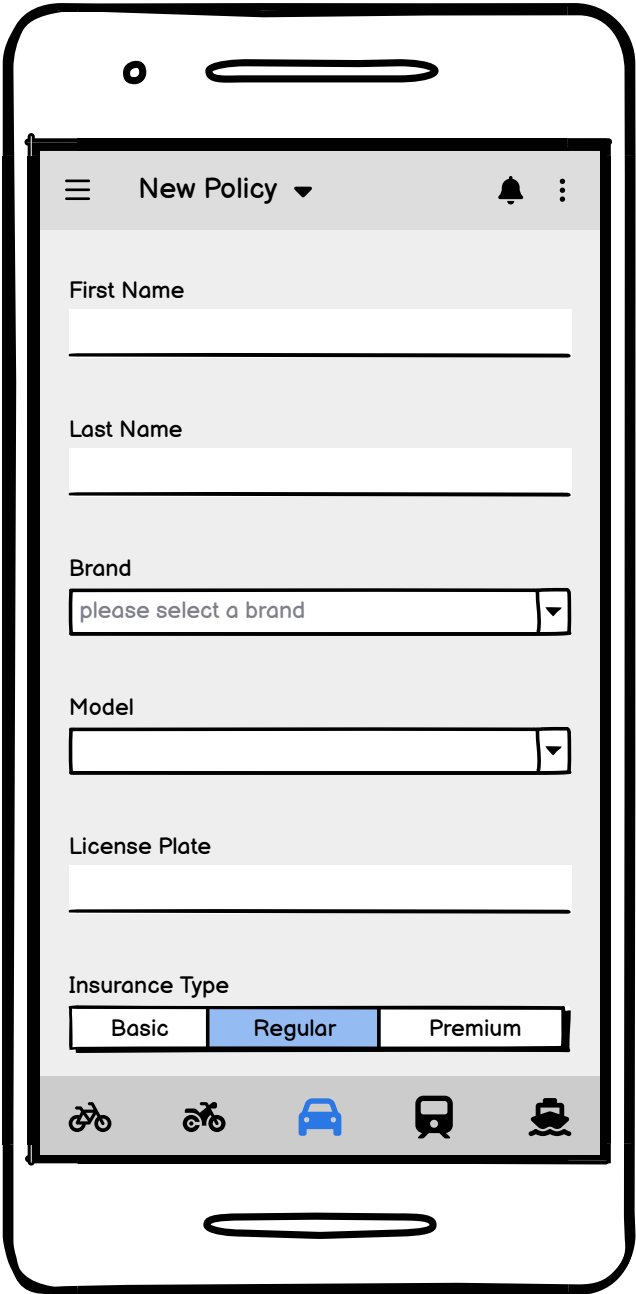 New Policy
First Name
Last Name
Brand
please select a brand
Model
License Plate
Insurance Type
Basic Regular Premium